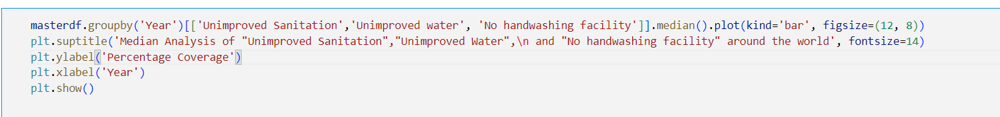 masterdf.groupby('Year')[['Unimproved Sanitation','Unimproved water', 'No handwashing facility']].median().plot(kind='bar', figsize=(12, 8))
plt.suptitle('Median Analysis of "Unimproved Sanitation","Unimproved Water",\n and "No handwashing facility" around the world', fontsize=14)
plt.ylabel('Percentage Coverage')
plt.xlabel('Year')
plt.show()